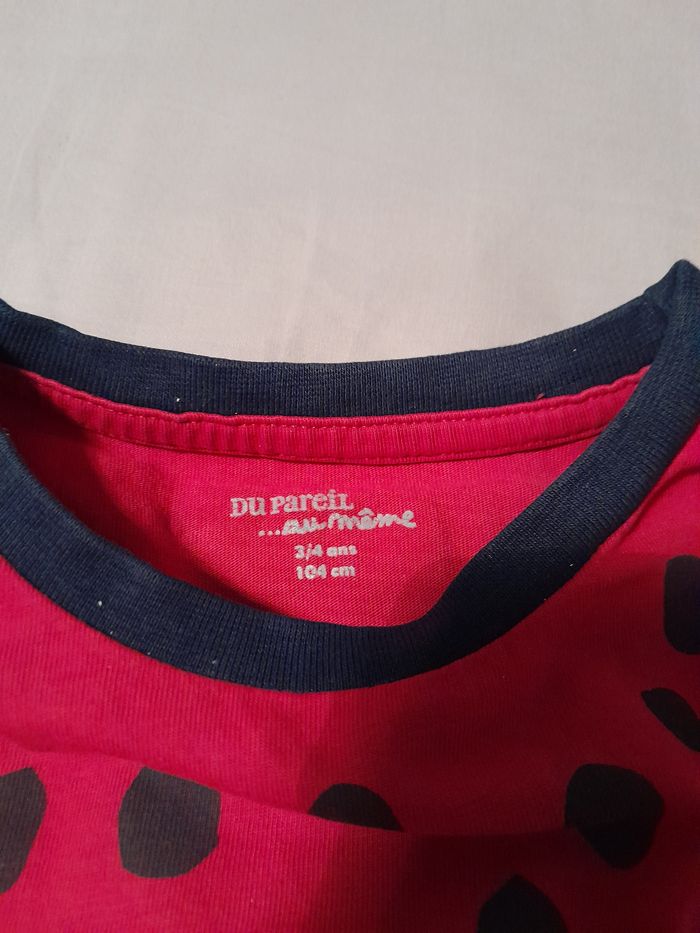 DU PAREIL
...au même
3/4 ans
104 cm